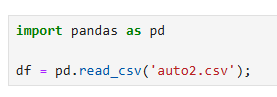 import pandas as pd
df = pd.read_csv('auto2.csv');